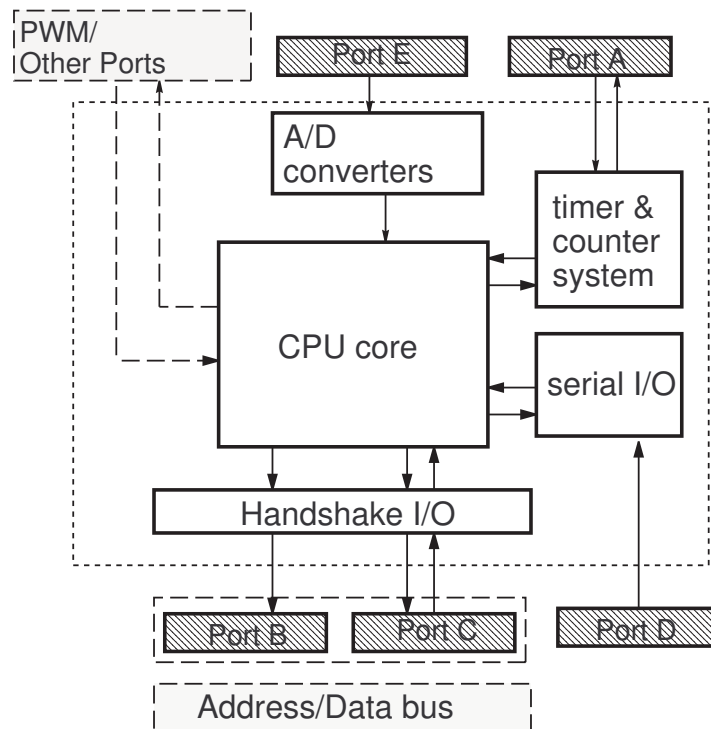 PWM/
Other Ports
Port E
Port A
A/D
converters
timer &
counter
system
CPU core
serial I/O
Handshake I/O
Port B
Port C
Port D
Address/Data bus